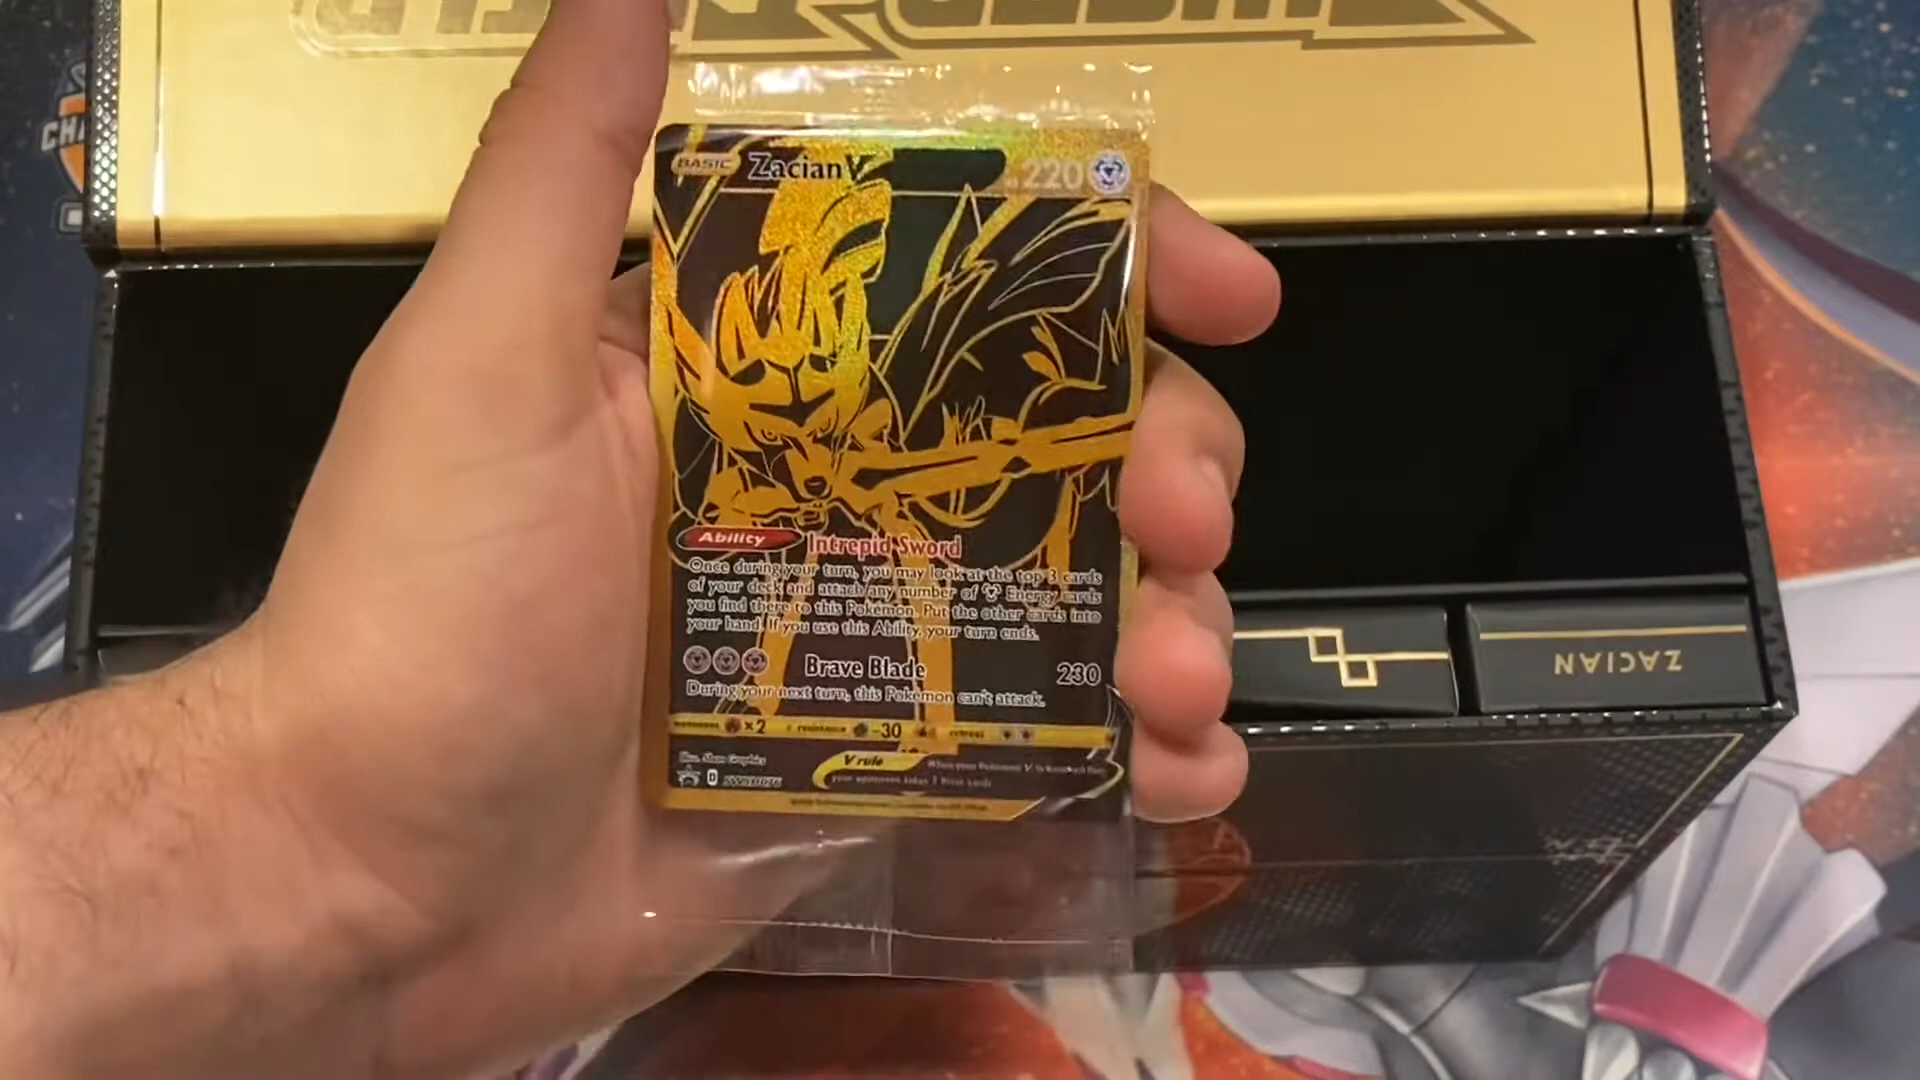 BASIC Zacian V 220
Ability Intrepid Sword
Once during your turn, you may look at the top 3 cards
of your deck and attach any number of Energy cards
you find there to this Pokémon. Put the other cards into
your hand. If you use this Ability, your turn ends.
Brave Blade 230
During your next turn, this Pokémon can't attack.
weakness ×2 resistance -30 retreat
V rule
ZACIAN